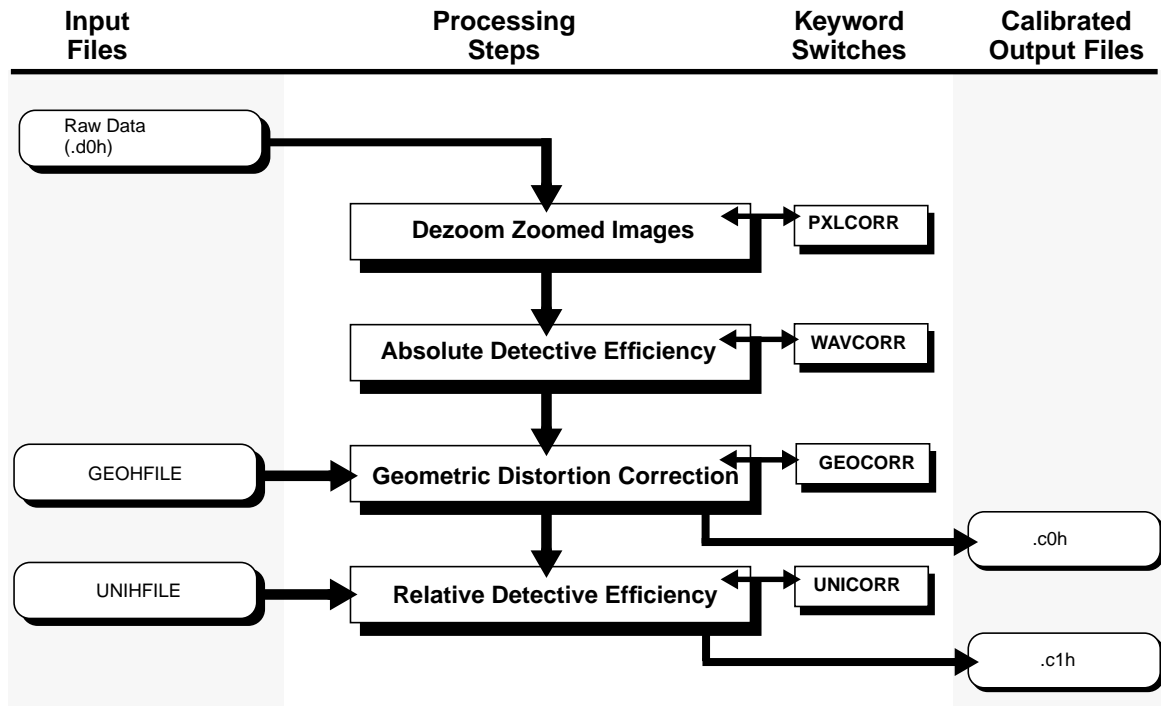 Input
Files
Processing
Steps
Keyword
Switches
Calibrated
Output Files
Raw Data
(.d0h)
Dezoom Zoomed Images
PXLCORR
Absolute Detective Efficiency
WAVCORR
GEOHFILE
Geometric Distortion Correction
GEOCORR
.c0h
UNIHFILE
Relative Detective Efficiency
UNICORR
.c1h